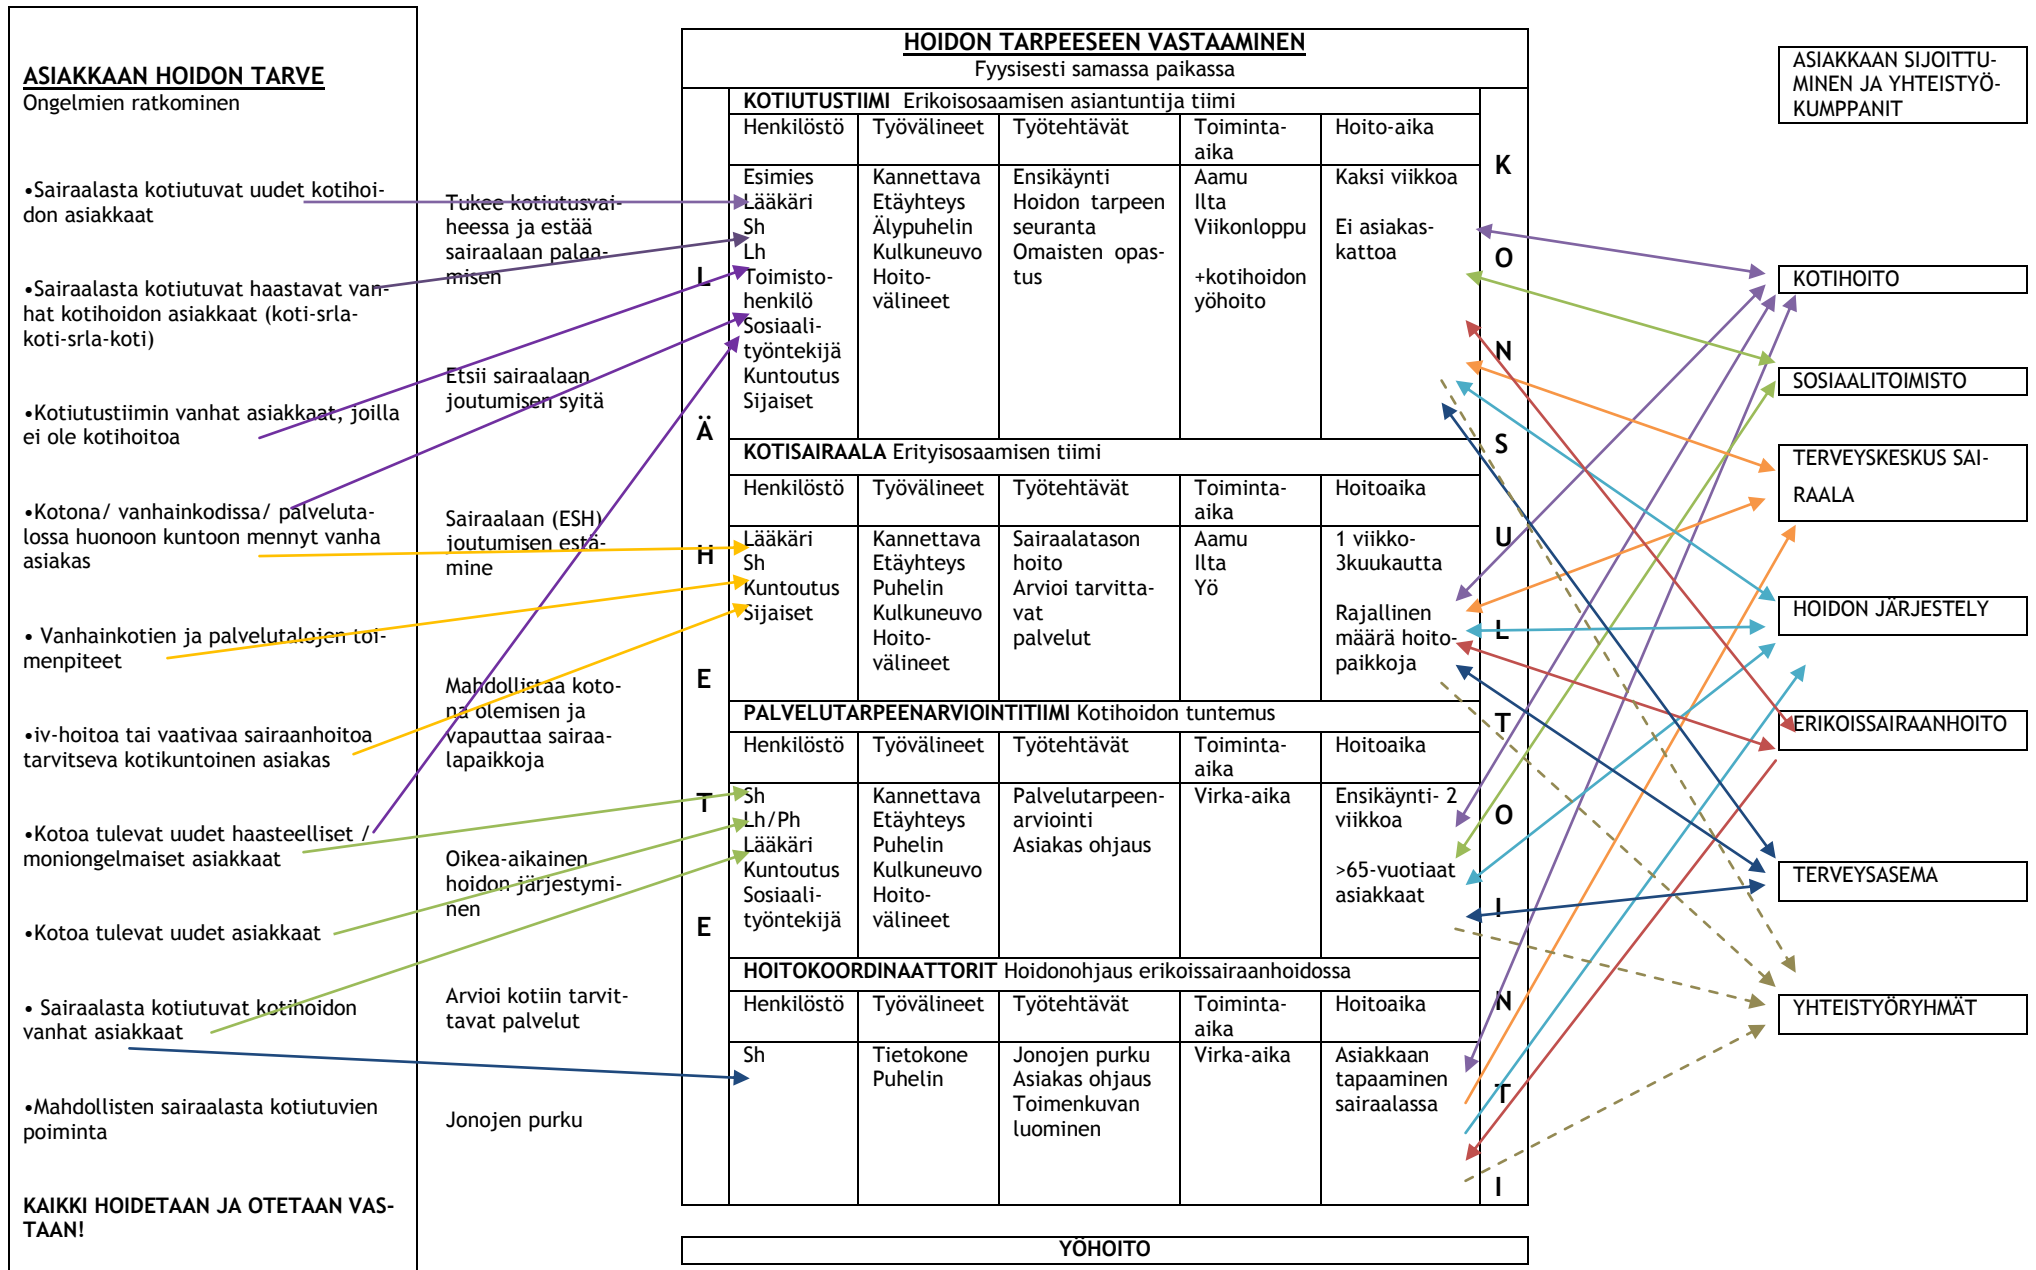 ASIAKKAAN HOIDON TARVE
Ongelmien ratkominen
•Sairaalasta kotiutuvat uudet kotihoi-
don asiakkaat
•Sairaalasta kotiutuvat haastavat van-
hat kotihoidon asiakkaat (koti-srla-
koti-srla-koti)
•Kotiutustiimin vanhat asiakkaat, joilla
ei ole kotihoitoa
•Kotona/ vanhainkodissa/ palveluta-
lossa huonoon kuntoon mennyt vanha
asiakas
• Vanhainkotien ja palvelutalojen toi-
menpiteet
•iv-hoitoa tai vaativaa sairaanhoitoa
tarvitseva kotikuntoinen asiakas
•Kotoa tulevat uudet haasteelliset /
moniongelmaiset asiakkaat
•Kotoa tulevat uudet asiakkaat
• Sairaalasta kotiutuvat kotihoidon
vanhat asiakkaat
•Mahdollisten sairaalasta kotiutuvien
poiminta
KAIKKI HOIDETAAN JA OTETAAN VAS-
TAAN!
Tukee kotiutusvai-
heessa ja estää
sairaalaan palaa-
misen
Etsii sairaalaan
joutumisen syitä
Sairaalaan (ESH)
joutumisen estä-
mine
Mahdollistaa koto-
na olemisen ja
vapauttaa sairaa-
lapaikkoja
Oikea-aikainen
hoidon järjestymi-
nen
Arvioi kotiin tarvit-
tavat palvelut
Jonojen purku
HOIDON TARPEESEEN VASTAAMINEN
Fyysisesti samassa paikassa
L
Ä
H
E
T
E
KOTIUTUSTIIMI Erikoisosaamisen asiantuntija tiimi
Henkilöstö
Työvälineet
Työtehtävät
Toiminta-
aika
Hoito-aika
Esimies
Lääkäri
Sh
Lh
Toimisto-
henkilö
Sosiaali-
työntekijä
Kuntoutus
Sijaiset
Kannettava
Etäyhteys
Älypuhelin
Kulkuneuvo
Hoito-
välineet
Ensikäynti
Hoidon tarpeen
seuranta
Omaisten opas-
tus
Aamu
Ilta
Viikonloppu
+kotihoidon
yöhoito
Kaksi viikkoa
Ei asiakas-
kattoa
KOTISAIRAALA Erityisosaamisen tiimi
Henkilöstö
Työvälineet
Työtehtävät
Toiminta-
aika
Hoitoaika
Lääkäri
Sh
Kuntoutus
Sijaiset
Kannettava
Etäyhteys
Puhelin
Kulkuneuvo
Hoito-
välineet
Sairaalatason
hoito
Arvioi tarvitta-
vat
palvelut
Aamu
Ilta
Yö
1 viikko-
3kuukautta
Rajallinen
määrä hoito-
paikkoja
PALVELUTARPEENARVIOINTITIIMI Kotihoidon tuntemus
Henkilöstö
Työvälineet
Työtehtävät
Toiminta-
aika
Hoitoaika
Sh
Lh/Ph
Lääkäri
Kuntoutus
Sosiaali-
työntekijä
Kannettava
Etäyhteys
Puhelin
Kulkuneuvo
Hoito-
välineet
Palvelutarpeen-
arviointi
Asiakas ohjaus
Virka-aika
Ensikäynti- 2
viikkoa
>65-vuotiaat
asiakkaat
HOITOKOORDINAATTORIT Hoidonohjaus erikoissairaanhoidossa
Henkilöstö
Työvälineet
Työtehtävät
Toiminta-
aika
Hoitoaika
Sh
Tietokone
Puhelin
Jonojen purku
Asiakas ohjaus
Toimenkuvan
luominen
Virka-aika
Asiakkaan
tapaaminen
sairaalassa
K
O
N
S
U
L
T
O
I
N
T
I
YÖHOITO
ASIAKKAAN SIJOITTU-
MINEN JA YHTEISTYÖ-
KUMPPANIT
KOTIHOITO
SOSIAALITOIMISTO
TERVEYSKESKUS SAI-
RAALA
HOIDON JÄRJESTELY
ERIKOISSAIRAANHOITO
TERVEYSASEMA
YHTEISTYÖRYHMÄT